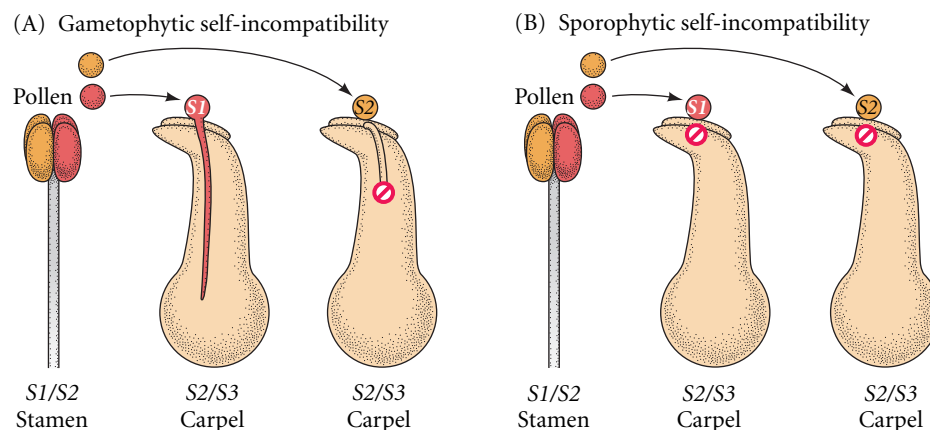 (A) Gametophytic self-incompatibility
Pollen
S1
S2
S1/S2
Stamen
S2/S3
Carpel
S2/S3
Carpel
(B) Sporophytic self-incompatibility
Pollen
S1
S2
S1/S2
Stamen
S2/S3
Carpel
S2/S3
Carpel